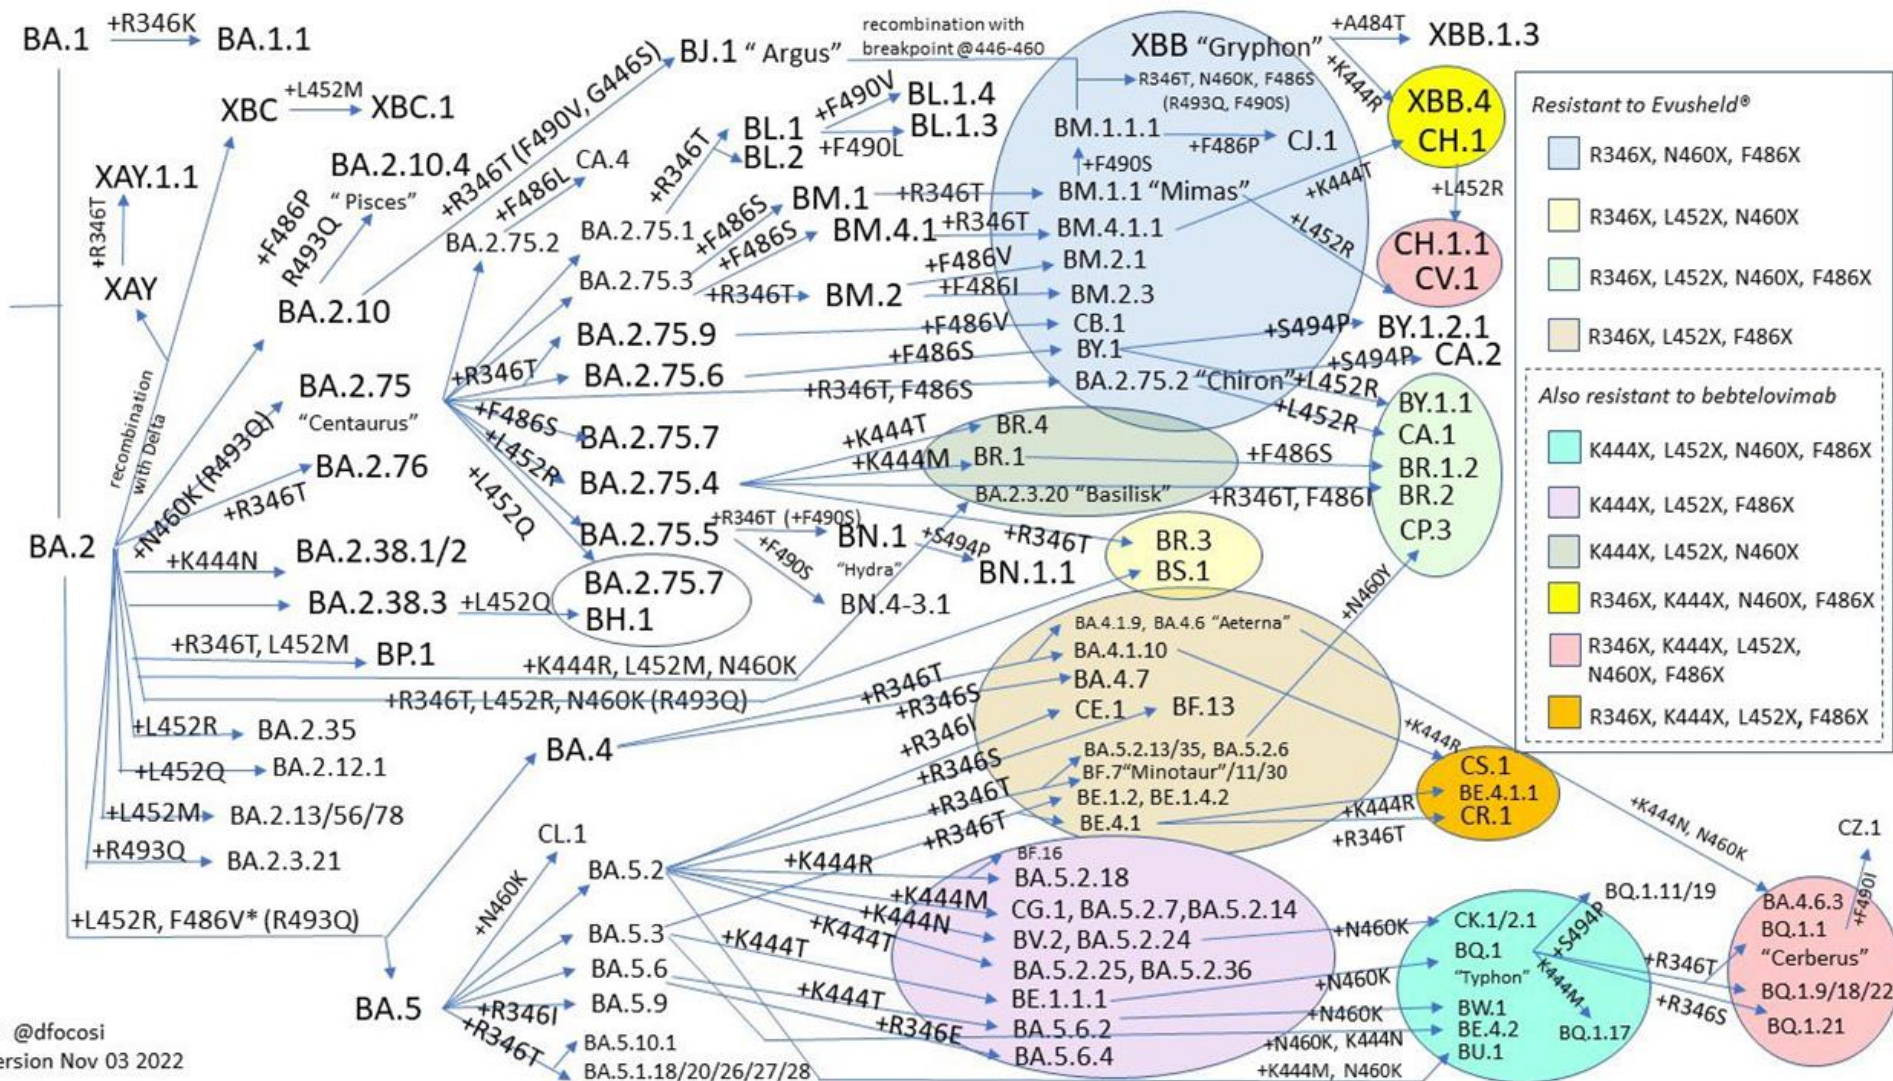 BA.1
+R346K
BA.1.1
XBC
+L452M
XBC.1
XAY.1.1
+R346T
XAY
BA.2.10.4
"Pisces"
+F486P
R493Q
BA.2.10
recombination
with Delta
BA.2.75
"Centaurus"
+N460K (R493Q)
BA.2.76
+R346T
BA.2
+K444N
BA.2.38.1/2
BA.2.38.3
+L452Q
+R346T, L452M
BP.1
+K444R, L452M, N460K
+R346T, L452R, N460K (R493Q)
+L452R
BA.2.35
+L452Q
BA.2.12.1
+L452M
BA.2.13/56/78
+R493Q
BA.2.3.21
+L452R, F486V* (R493Q)
BA.4
BA.5
@dfocosi
ersion Nov 03 2022
+R346T (F490V, G446S)
BJ.1 "Argus"
recombination with
breakpoint @446-460
+F486L
CA.4
BA.2.75.2
BA.2.75.1
+R346T
BL.1
BL.2
+F490V
BL.1.4
+F490L
BL.1.3
BA.2.75.3
+F486S
BM.1
+R346T
+F486S
BM.4.1
+R346T
+R346T
BM.2
+F486V
+F486I
+R346T
BA.2.75.9
+F486V
BA.2.75.6
+F486S
+R346T, F486S
+F486S
BA.2.75.7
+L452R
BA.2.75.4
+L452Q
BA.2.75.5
BA.2.75.7
BH.1
+R346T (+F490S)
BN.1
"Hydra"
+F490S
BN.4-3.1
+S494P
BN.1.1
XBB "Gryphon"
R346T, N460K, F486S
(R493Q, F490S)
BM.1.1.1
+F486P
CJ.1
+F490S
BM.1.1 "Mimas"
BM.4.1.1
BM.2.1
BM.2.3
CB.1
BY.1
BA.2.75.2 "Chiron"
+A484T
XBB.1.3
+K444R
XBB.4
CH.1
+K444T
+L452R
+L452R
CH.1.1
CV.1
+S494P
BY.1.2.1
+S494P
CA.2
+L452R
+L452R
BY.1.1
CA.1
BR.1.2
BR.2
CP.3
+K444T
BR.4
+K444M
BR.1
BA.2.3.20 "Basilisk"
+F486S
+R346T, F486I
+R346T
BR.3
BS.1
+N460Y
BA.4.1.9, BA.4.6 "Aeterna"
BA.4.1.10
BA.4.7
CE.1
BF.13
BA.5.2.13/35, BA.5.2.6
BF.7"Minotaur"/11/30
BE.1.2, BE.1.4.2
BE.4.1
+R346T
+R346S
+R346I
+R346S
+R346T
+R346T
+K444R
CS.1
BE.4.1.1
CR.1
+K444R
+R346T
+K444N, N460K
CL.1
+N460K
BA.5.2
BA.5.3
BA.5.6
BA.5.9
+R346I
+R346T
BA.5.10.1
BA.5.1.18/20/26/27/28
+K444R
+K444M
+K444N
+K444T
+K444T
+K444T
+R346E
BF.16
BA.5.2.18
CG.1, BA.5.2.7,BA.5.2.14
BV.2, BA.5.2.24
BA.5.2.25, BA.5.2.36
BE.1.1.1
BA.5.6.2
BA.5.6.4
+N460K
+N460K
+N460K
+N460K, K444N
+K444M, N460K
CK.1/2.1
BQ.1
"Typhon"
BW.1
BE.4.2
BU.1
+S494P
BQ.1.11/19
K444M
BQ.1.17
+R346T
+R346S
BA.4.6.3
BQ.1.1
"Cerberus"
BQ.1.9/18/22
BQ.1.21
+F490I
CZ.1
Resistant to Evusheld®
R346X, N460X, F486X
R346X, L452X, N460X
R346X, L452X, N460X, F486X
R346X, L452X, F486X
Also resistant to bebtelovimab
K444X, L452X, N460X, F486X
K444X, L452X, F486X
K444X, L452X, N460X
R346X, K444X, N460X, F486X
R346X, K444X, L452X,
N460X, F486X
R346X, K444X, L452X, F486X